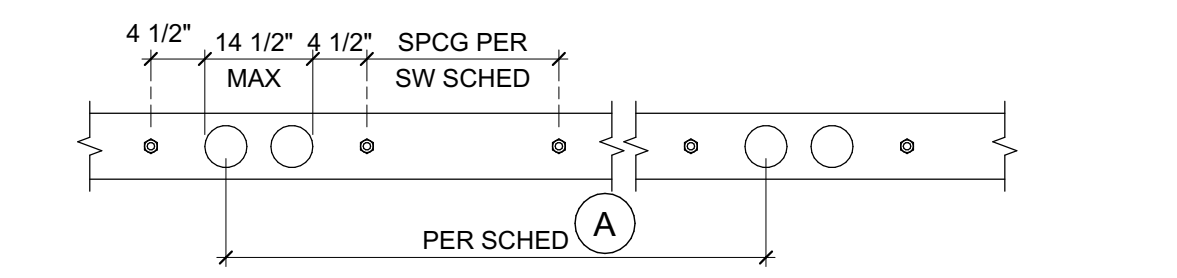 4 1/2" 14 1/2" 4 1/2" SPCG PER
MAX SW SCHED
A
PER SCHED